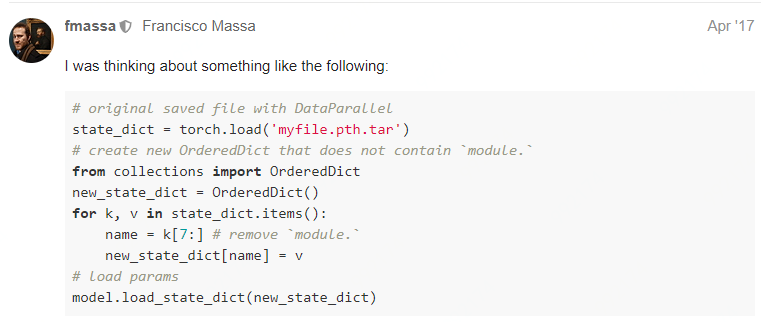 fmassa Francisco Massa Apr '17
I was thinking about something like the following:
# original saved file with DataParallel
state_dict = torch.load('myfile.pth.tar')
# create new OrderedDict that does not contain `module.`
from collections import OrderedDict
new_state_dict = OrderedDict()
for k, v in state_dict.items():
    name = k[7:] # remove `module.`
    new_state_dict[name] = v
# load params
model.load_state_dict(new_state_dict)